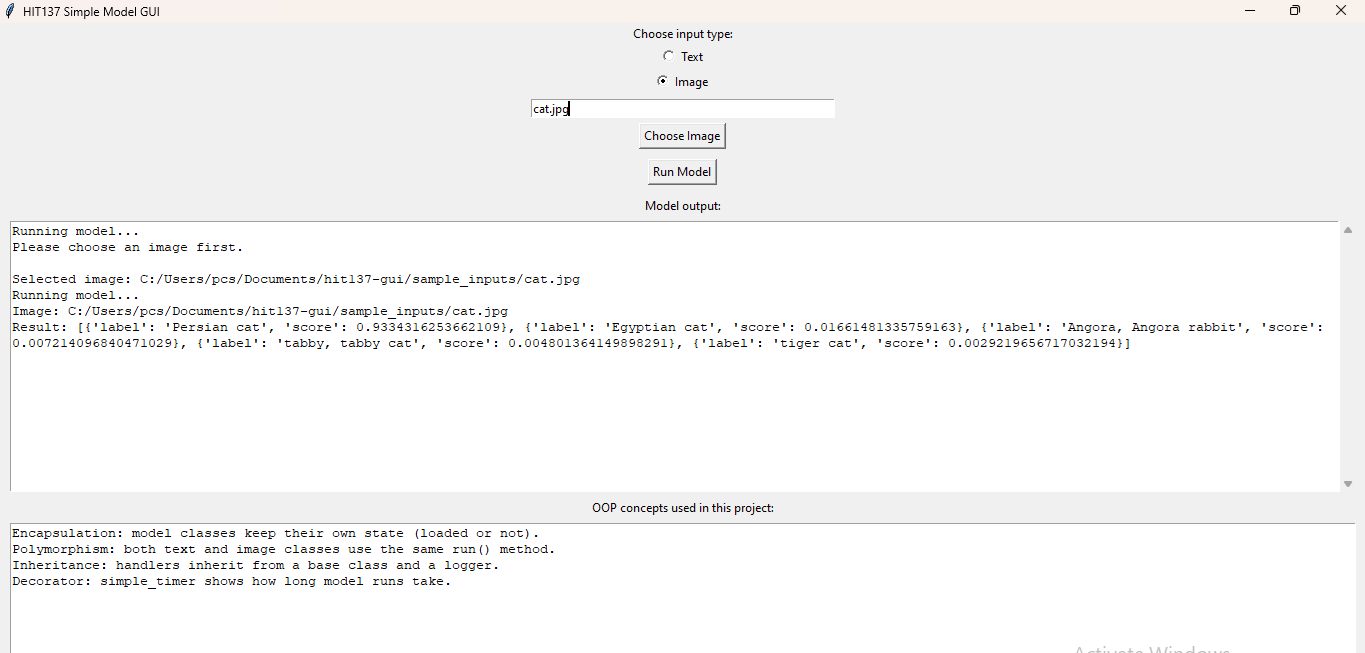 HIT137 Simple Model GUI
Choose input type:
Text
Image
cat.jpg
Choose Image
Run Model
Model output:
Running model...
Please choose an image first.
Selected image: C:/Users/pcs/Documents/hit137-gui/sample_inputs/cat.jpg
Running model...
Image: C:/Users/pcs/Documents/hit137-gui/sample_inputs/cat.jpg
Result: [{'label': 'Persian cat', 'score': 0.9334316253662109}, {'label': 'Egyptian cat', 'score': 0.01661481335759163}, {'label': 'Angora, Angora rabbit', 'score':
0.007214096840471029}, {'label': 'tabby, tabby cat', 'score': 0.004801364149898291}, {'label': 'tiger cat', 'score': 0.0029219656717032194}]
OOP concepts used in this project:
Encapsulation: model classes keep their own state (loaded or not).
Polymorphism: both text and image classes use the same run() method.
Inheritance: handlers inherit from a base class and a logger.
Decorator: simple_timer shows how long model runs take.
Activate Windows